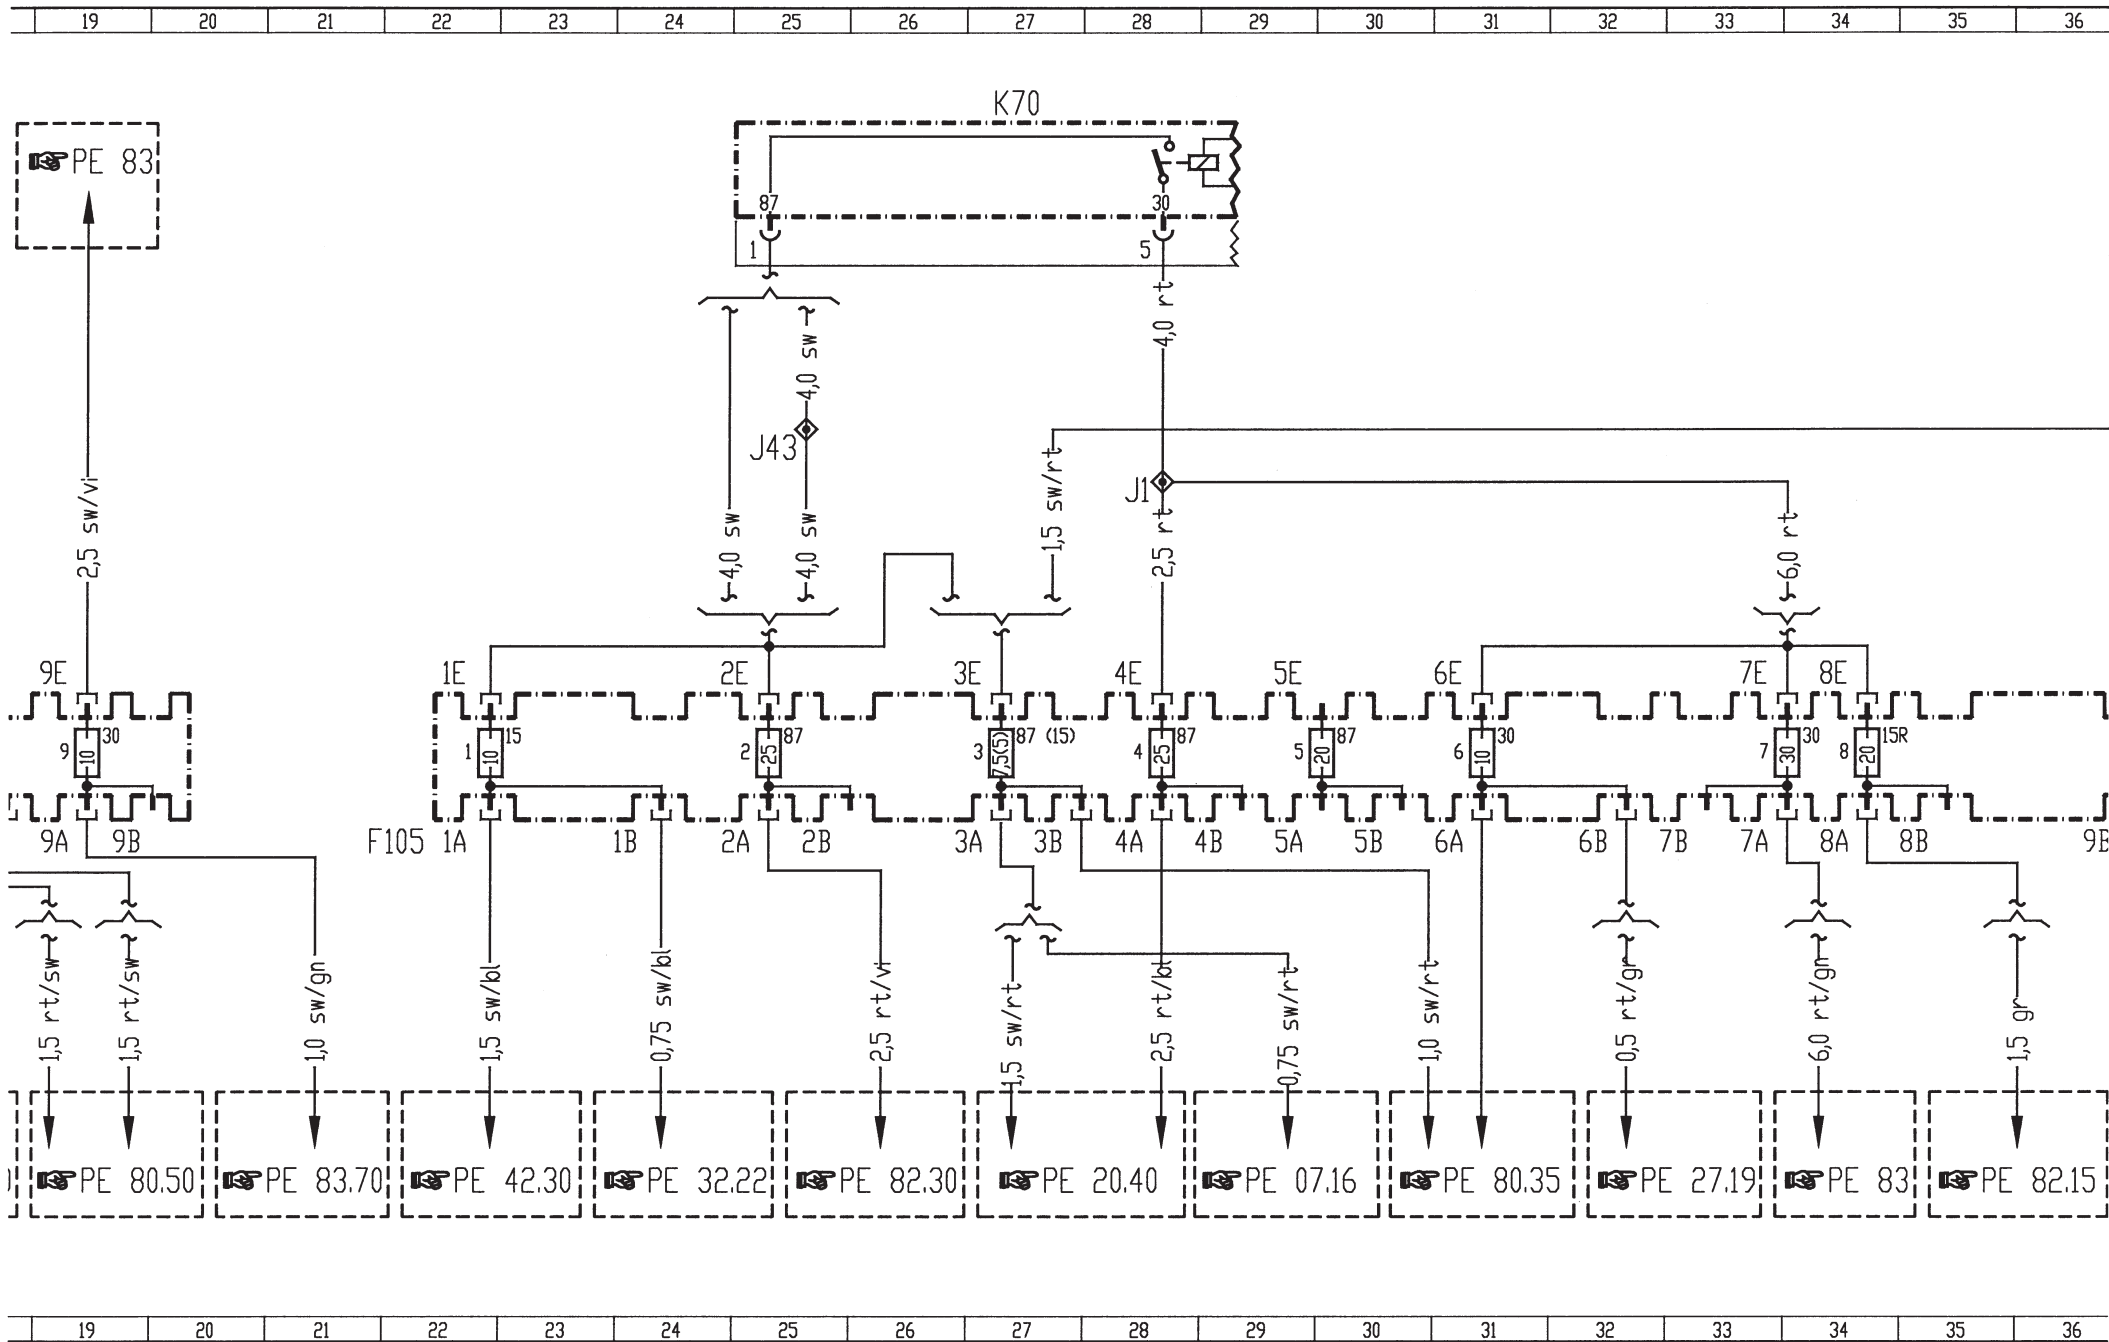 19 20 21 22 23 24 25 26 27 28 29 30 31 32 33 34 35 36
K70
PE 83
87 30
1 5
4,0 rt
4,0 sw
J43
J1
2,5 sw/vi
4,0 sw
4,0 sw
1,5 sw/rt
2,5 rt
6,0 rt
9E 1E 2E 3E 4E 5E 6E 7E 8E
9 10 30
1 10 15
2 25 87
3 7,5(5) 87 (15)
4 25 87
5 20 87
6 10 30
7 30 30
8 20 15R
9A 9B F105 1A 1B 2A 2B 3A 3B 4A 4B 5A 5B 6A 6B 7B 7A 8A 8B 9B
1,5 rt/sw
1,5 rt/sw
1,0 sw/gn
1,5 sw/bl
0,75 sw/bl
2,5 rt/vi
1,5 sw/rt
2,5 rt/bl
0,75 sw/rt
1,0 sw/rt
0,5 rt/gr
6,0 rt/gn
1,5 gr
PE 80.50
PE 83.70
PE 42.30
PE 32.22
PE 82.30
PE 20.40
PE 07.16
PE 80.35
PE 27.19
PE 83
PE 82.15
19 20 21 22 23 24 25 26 27 28 29 30 31 32 33 34 35 36